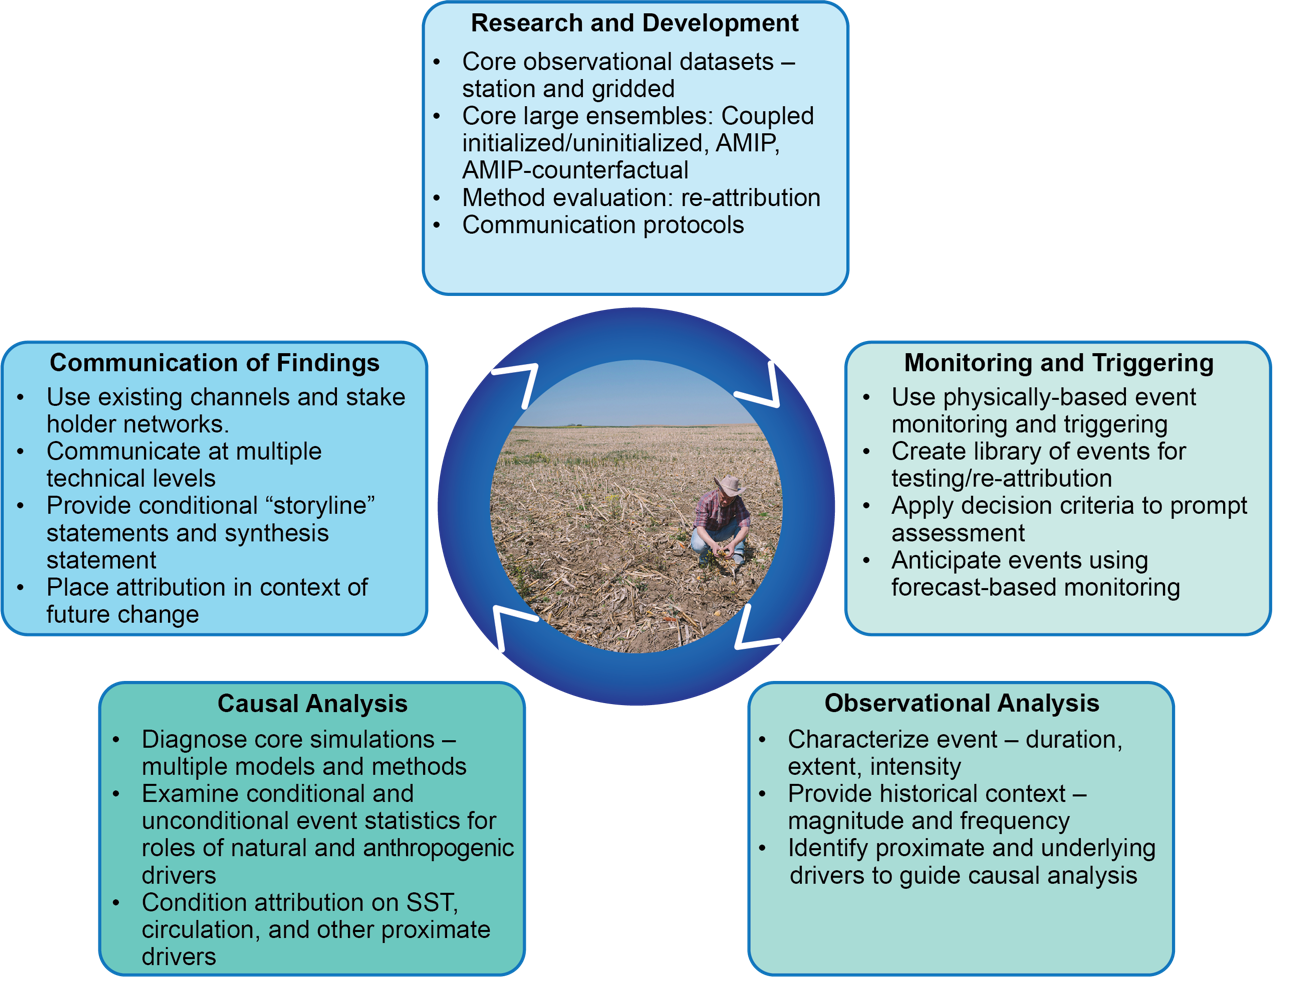 Research and Development
• Core observational datasets –
station and gridded
• Core large ensembles: Coupled
initialized/uninitialized, AMIP,
AMIP-counterfactual
• Method evaluation: re-attribution
• Communication protocols
Communication of Findings
• Use existing channels and stake
holder networks.
• Communicate at multiple
technical levels
• Provide conditional “storyline”
statements and synthesis
statement
• Place attribution in context of
future change
Monitoring and Triggering
• Use physically-based event
monitoring and triggering
• Create library of events for
testing/re-attribution
• Apply decision criteria to prompt
assessment
• Anticipate events using
forecast-based monitoring
Causal Analysis
• Diagnose core simulations –
multiple models and methods
• Examine conditional and
unconditional event statistics for
roles of natural and anthropogenic
drivers
• Condition attribution on SST,
circulation, and other proximate
drivers
Observational Analysis
• Characterize event – duration,
extent, intensity
• Provide historical context –
magnitude and frequency
• Identify proximate and underlying
drivers to guide causal analysis